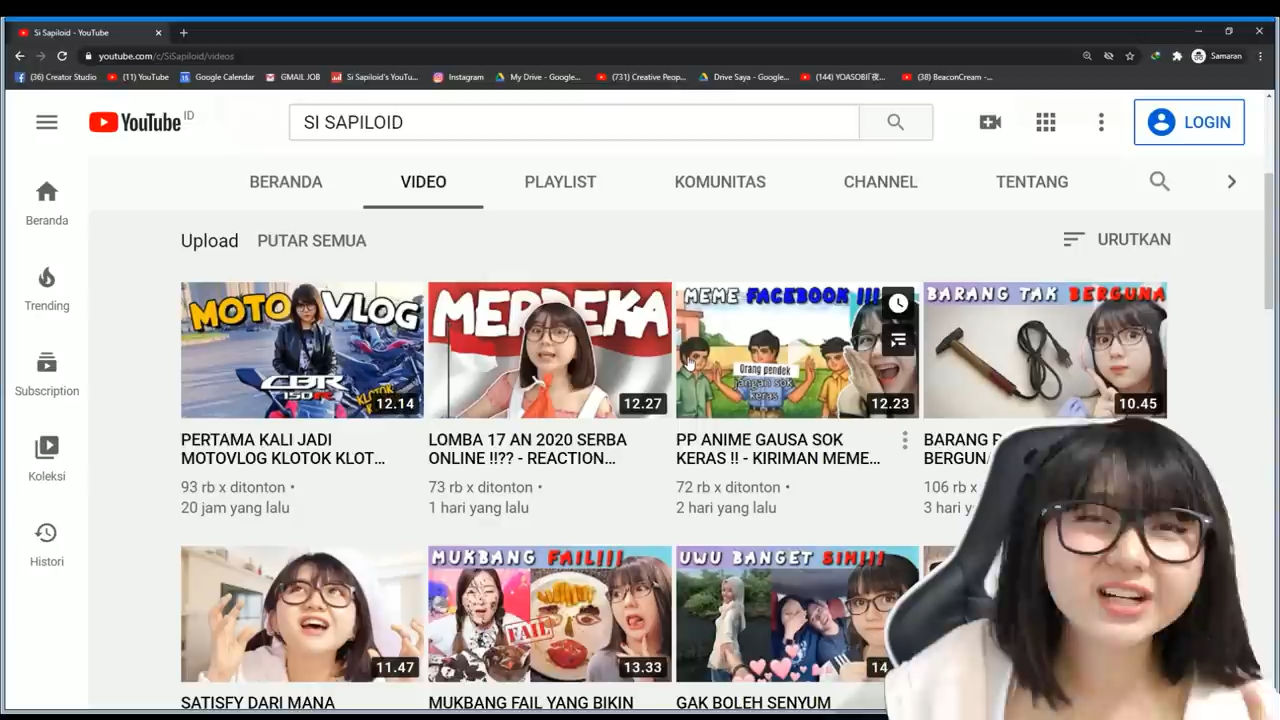 Si Sapiloid - YouTube
youtube.com/c/SiSapiloid/videos
Samaran
(36) Creator Studio
(11) YouTube
Google Calendar
GMAIL JOB
Si Sapiloid's YouTu...
Instagram
My Drive - Google...
(731) Creative Peop...
Drive Saya - Google...
(144) YOASOBI「夜...
(38) BeaconCream -...
YouTube ID
SI SAPILOID
LOGIN
BERANDA
VIDEO
PLAYLIST
KOMUNITAS
CHANNEL
TENTANG
Beranda
Trending
Subscription
Koleksi
Histori
Upload
PUTAR SEMUA
URUTKAN
MOTO VLOG
CBR
150R
KLOTOK
12.14
MERDEKA
12.27
MEME FACEBOOK !!!
Orang pendek
jangan sok
keras
12.23
BARANG TAK BERGUNA
10.45
PERTAMA KALI JADI
MOTOVLOG KLOTOK KLOT...
93 rb x ditonton •
20 jam yang lalu
LOMBA 17 AN 2020 SERBA
ONLINE !!?? - REACTION...
73 rb x ditonton •
1 hari yang lalu
PP ANIME GAUSA SOK
KERAS !! - KIRIMAN MEME...
72 rb x ditonton •
2 hari yang lalu
BARANG
BERGUN
106 rb x
3 hari y
11.47
MUKBANG FAIL!!!
FAIL
13.33
UWU BANGET SIH!!!
14
SATISFY DARI MANA
MUKBANG FAIL YANG BIKIN
GAK BOLEH SENYUM